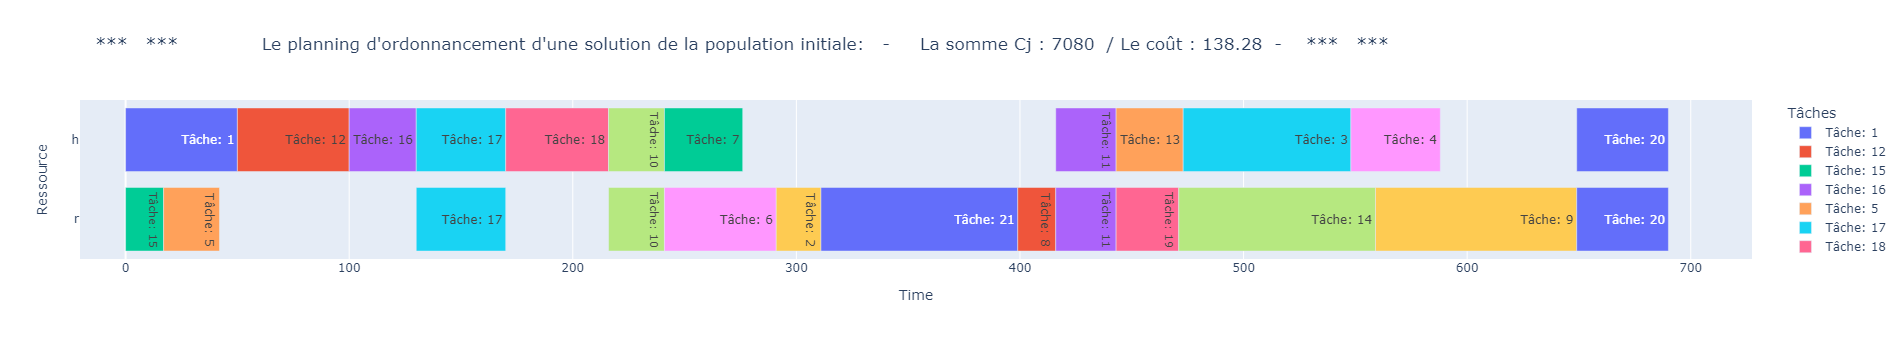 *** *** Le planning d'ordonnancement d'une solution de la population initiale: - La somme Cj : 7080 / Le coût : 138.28 - *** ***
Ressource
h
Tâche: 1
Tâche: 12
Tâche: 16
Tâche: 17
Tâche: 18
Tâche: 10
Tâche: 7
Tâche: 11
Tâche: 13
Tâche: 3
Tâche: 4
Tâche: 20
r
Tâche: 15
Tâche: 5
Tâche: 17
Tâche: 10
Tâche: 6
Tâche: 2
Tâche: 21
Tâche: 8
Tâche: 11
Tâche: 19
Tâche: 14
Tâche: 9
Tâche: 20
0 100 200 300 400 500 600 700
Time
Tâches
Tâche: 1
Tâche: 12
Tâche: 15
Tâche: 16
Tâche: 5
Tâche: 17
Tâche: 18